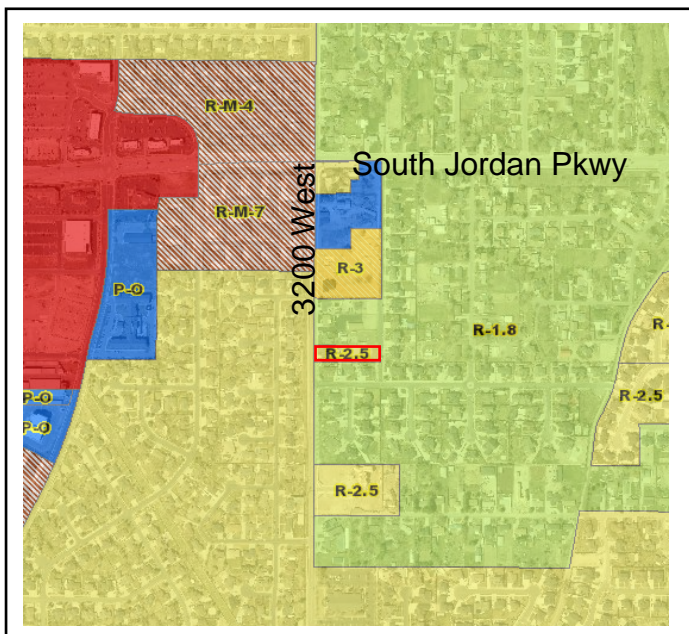 R-M-4
South Jordan Pkwy
R-M-7
3200 West
R-3
P-O
R-1.8
R-
R-2.5
R-2.5
P-O
P-O
R-2.5